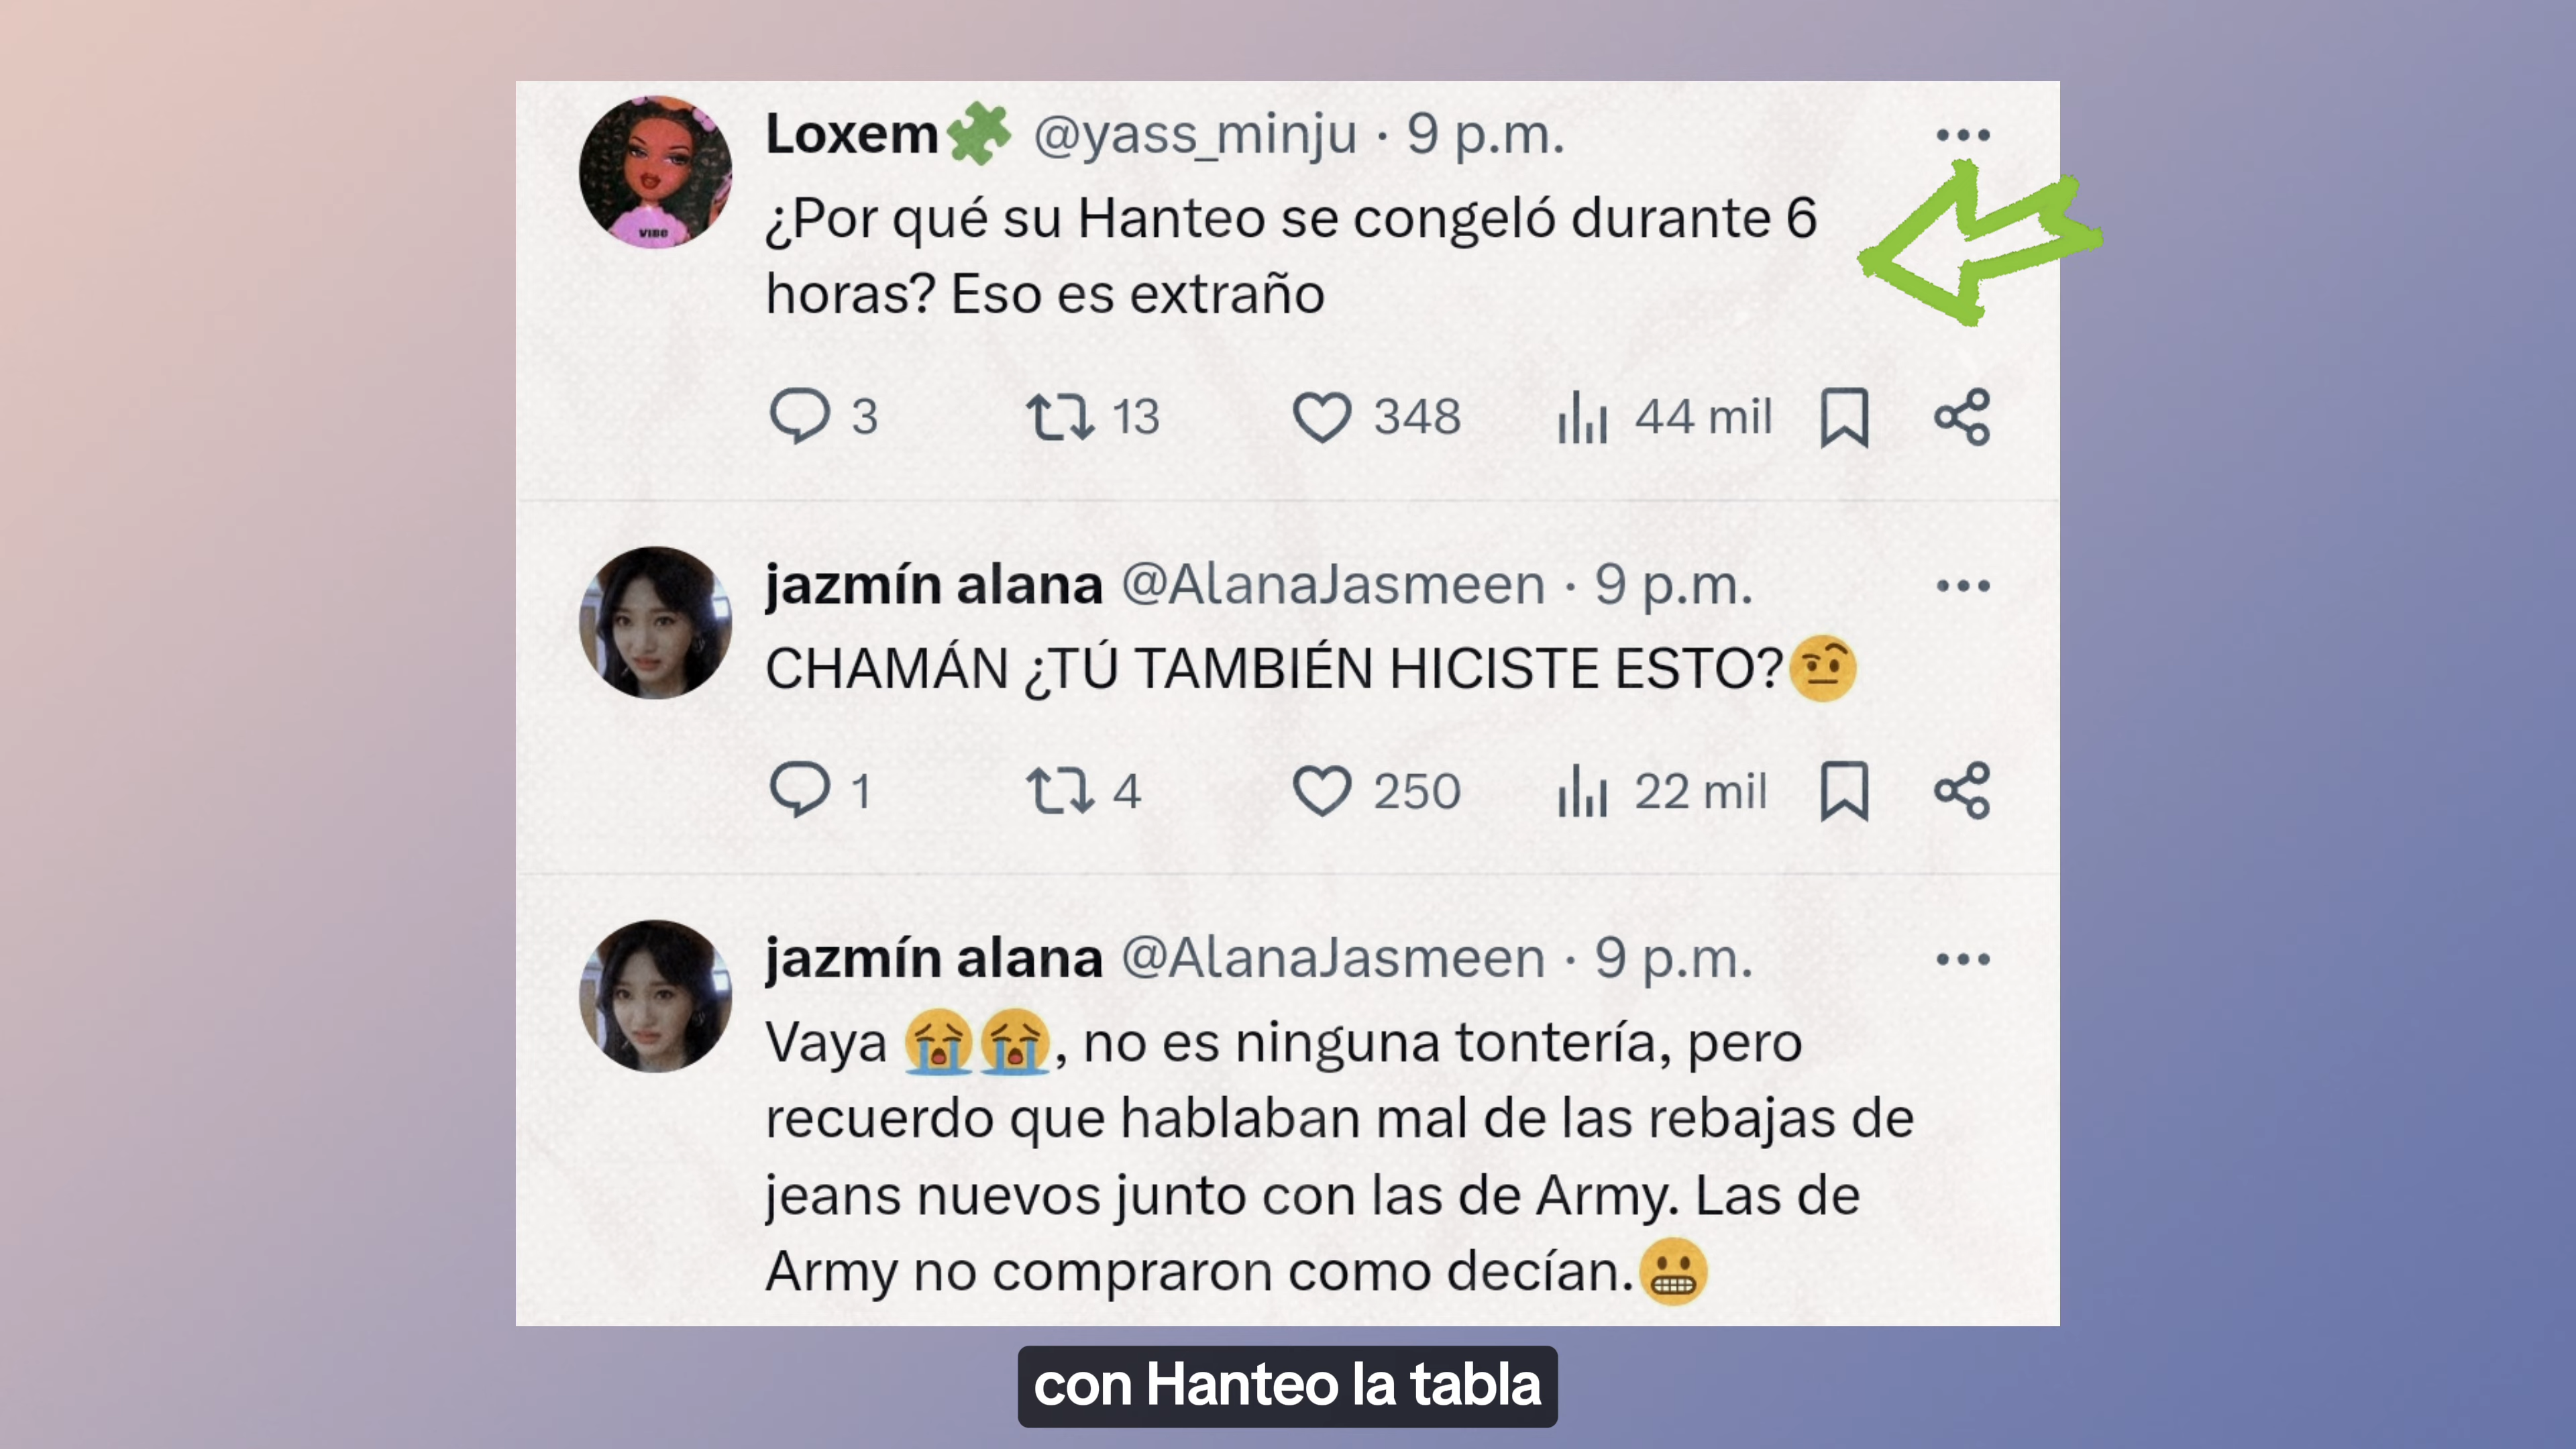 Loxem🧩 @yass_minju · 9 p.m.
¿Por qué su Hanteo se congeló durante 6
horas? Eso es extraño
3 13 348 44 mil
jazmín alana @AlanaJasmeen · 9 p.m.
CHAMÁN ¿TÚ TAMBIÉN HICISTE ESTO?🤨
1 4 250 22 mil
jazmín alana @AlanaJasmeen · 9 p.m.
Vaya 😭😭, no es ninguna tontería, pero
recuerdo que hablaban mal de las rebajas de
jeans nuevos junto con las de Army. Las de
Army no compraron como decían.😬
con Hanteo la tabla